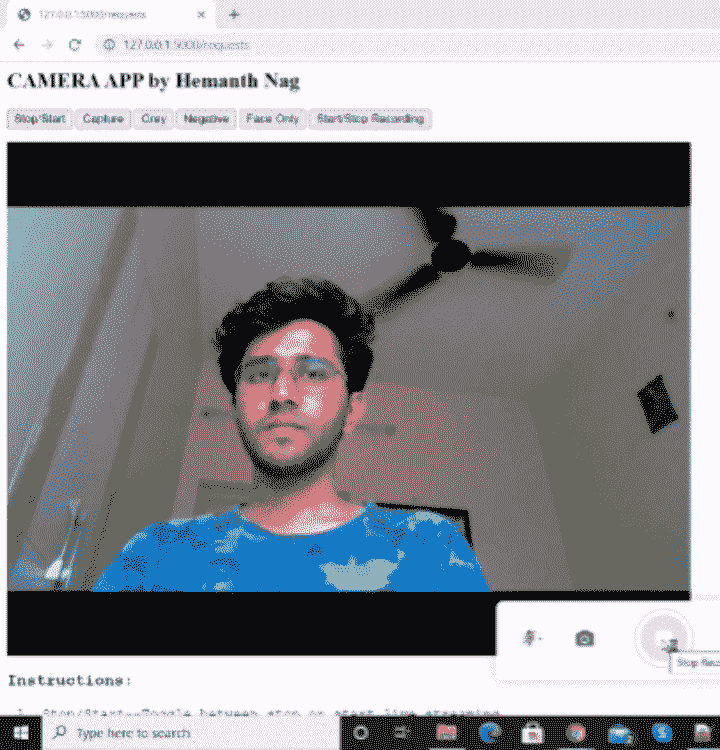 127.0.0.1:5000/requests
127.0.0.1:5000/requests
CAMERA APP by Hemanth Nag
Stop/Start Capture Grey Negative Face Only Start/Stop Recording
Stop Rec
Instructions:
1. Stop/Start--Toggle between stop or start live streaming
Type here to search